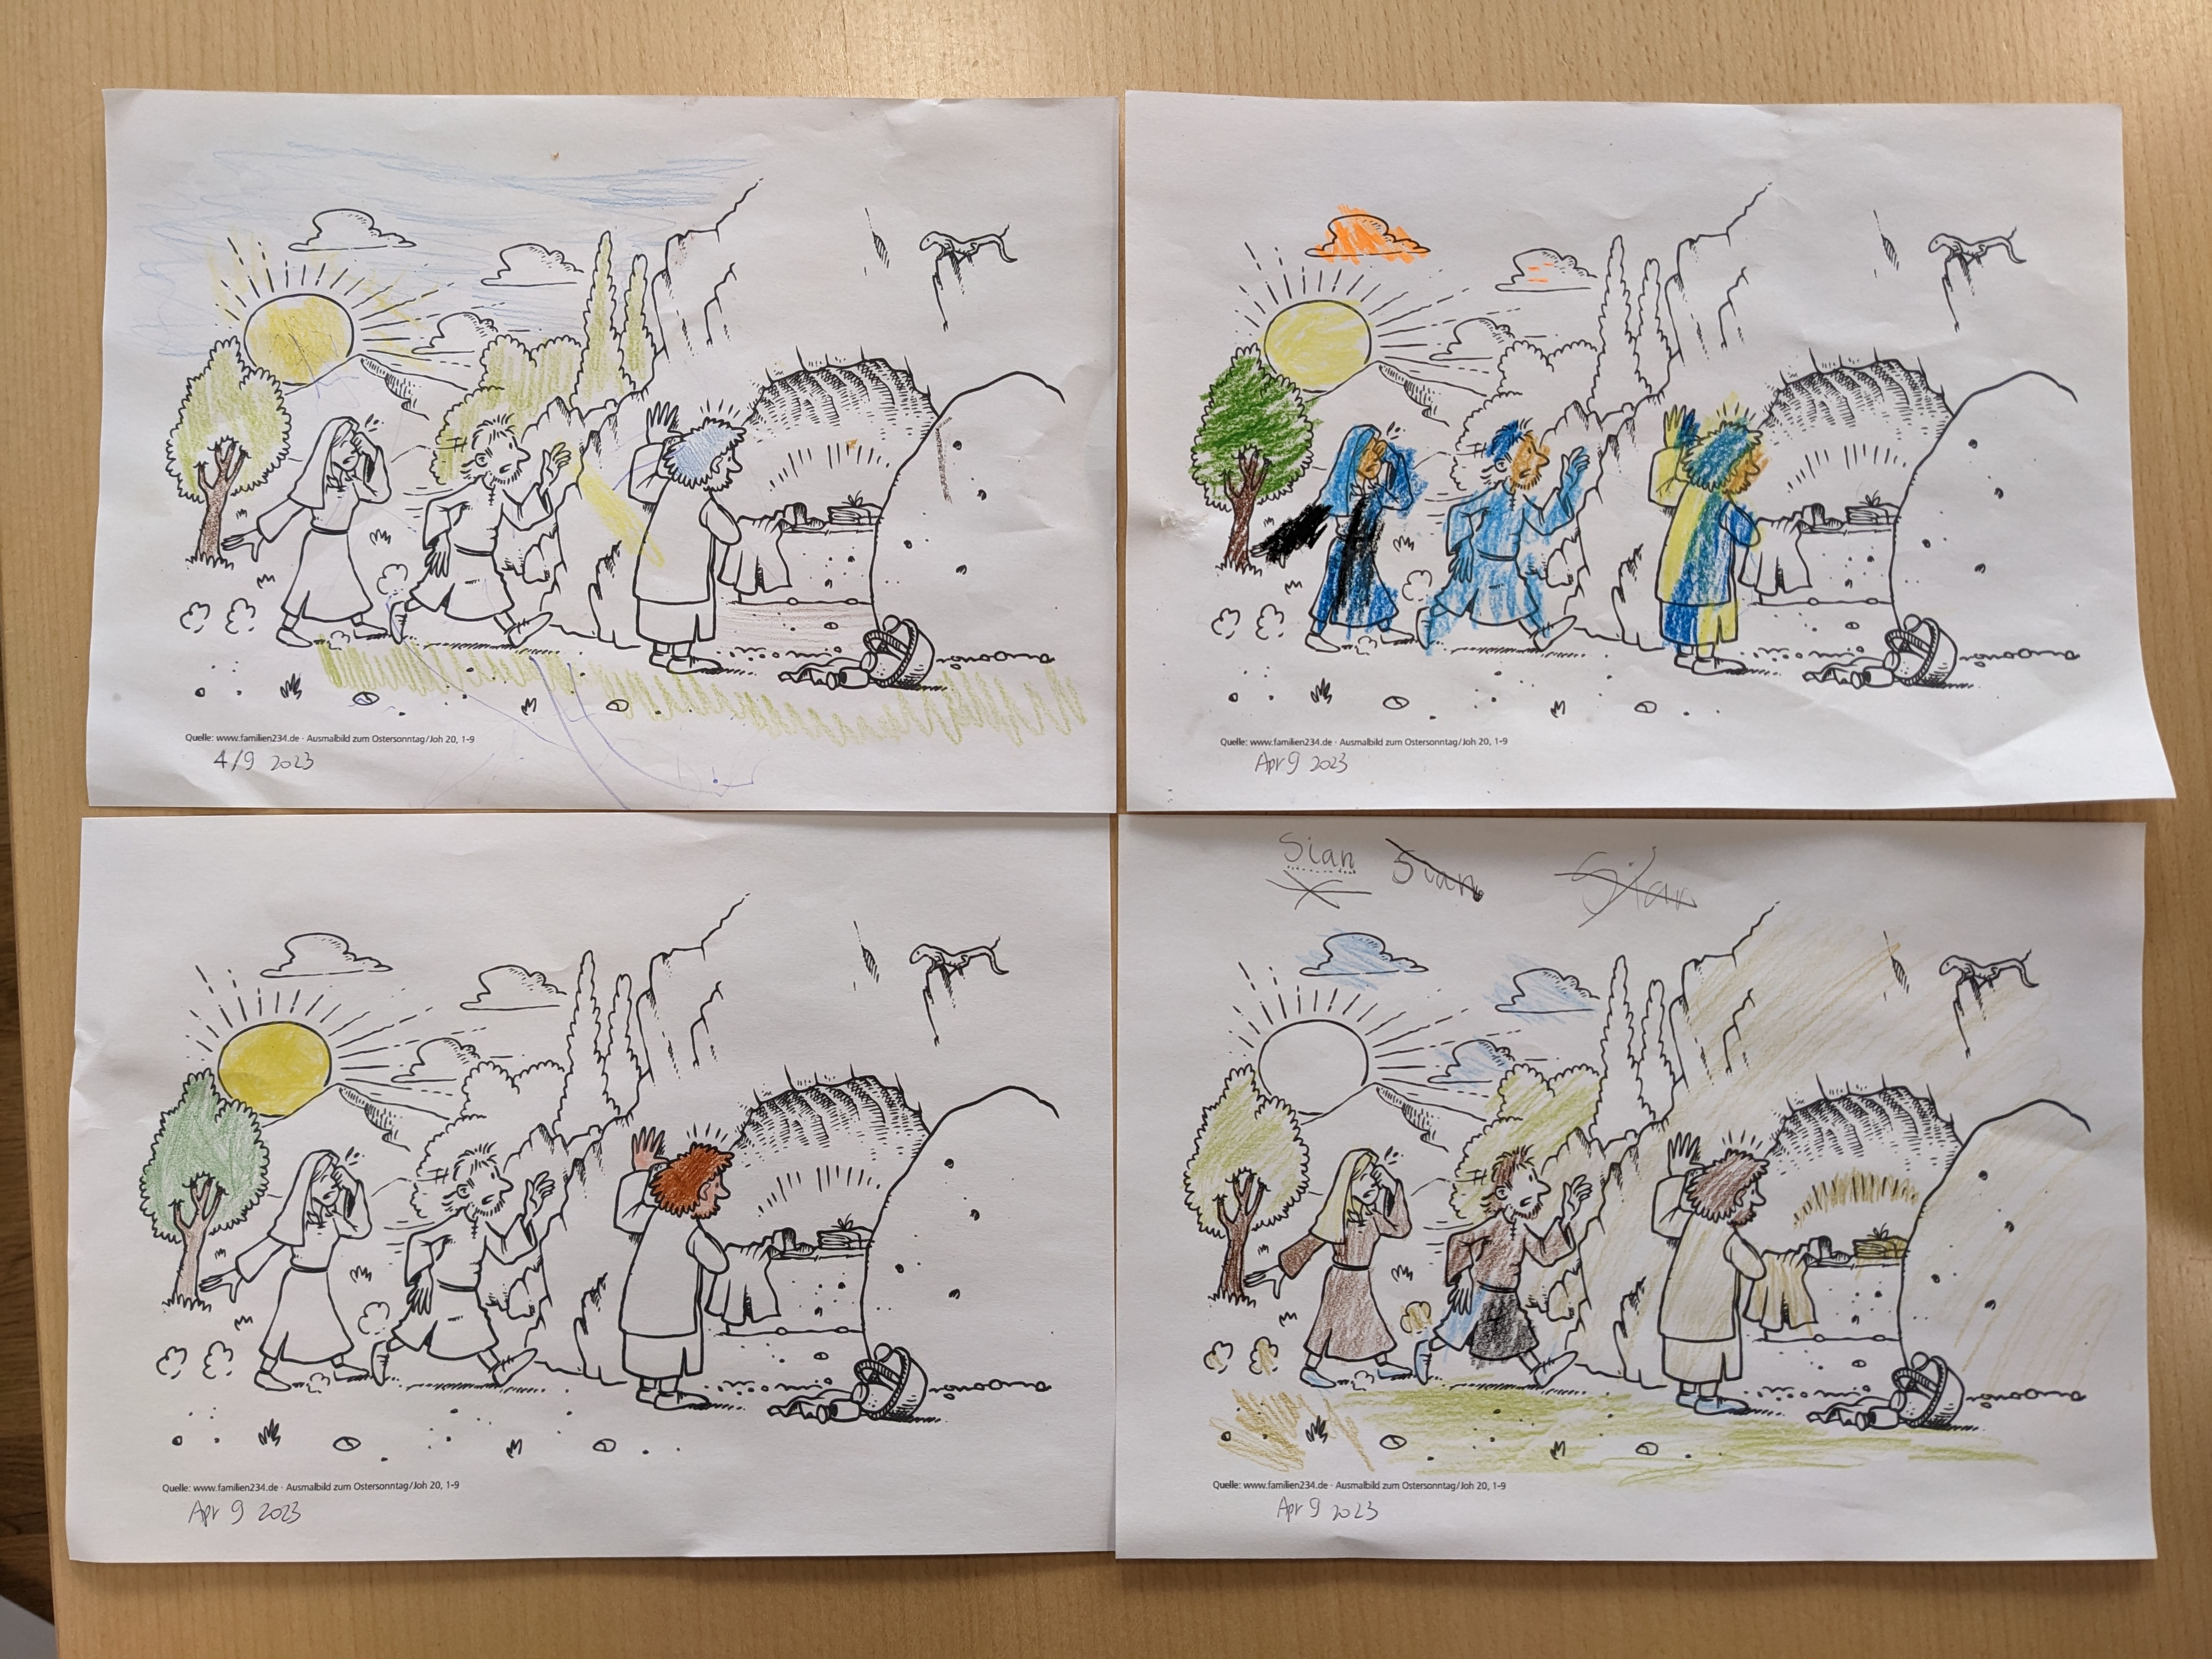 Quelle: www.familien234.de · Ausmalbild zum Ostersonntag/Joh 20, 1-9
4/9 2023
Quelle: www.familien234.de · Ausmalbild zum Ostersonntag/Joh 20, 1-9
Apr 9 2023
Quelle: www.familien234.de · Ausmalbild zum Ostersonntag/Joh 20, 1-9
Apr 9 2023
Sian Sian Sian
Quelle: www.familien234.de · Ausmalbild zum Ostersonntag/Joh 20, 1-9
Apr 9 2023